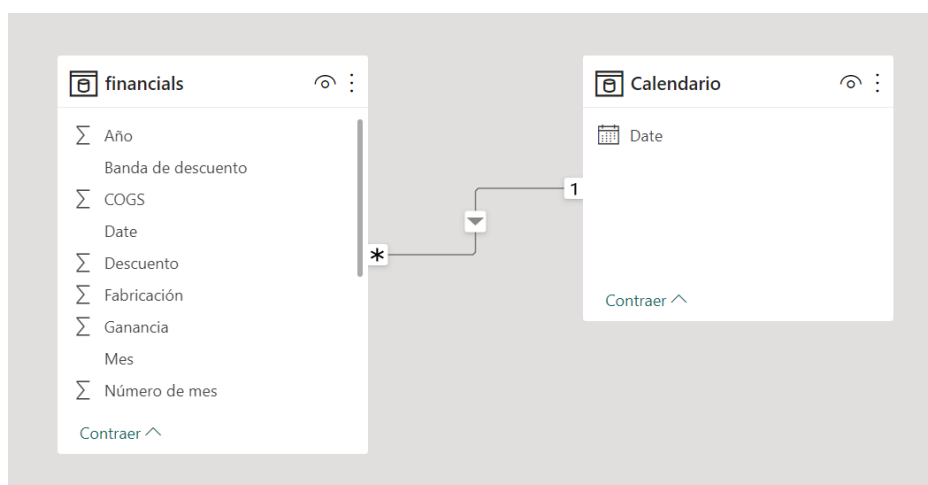 financials
Σ Año
Banda de descuento
Σ COGS
Date
Σ Descuento
Σ Fabricación
Σ Ganancia
Mes
Σ Número de mes
Contraer
*
1
Calendario
Date
Contraer